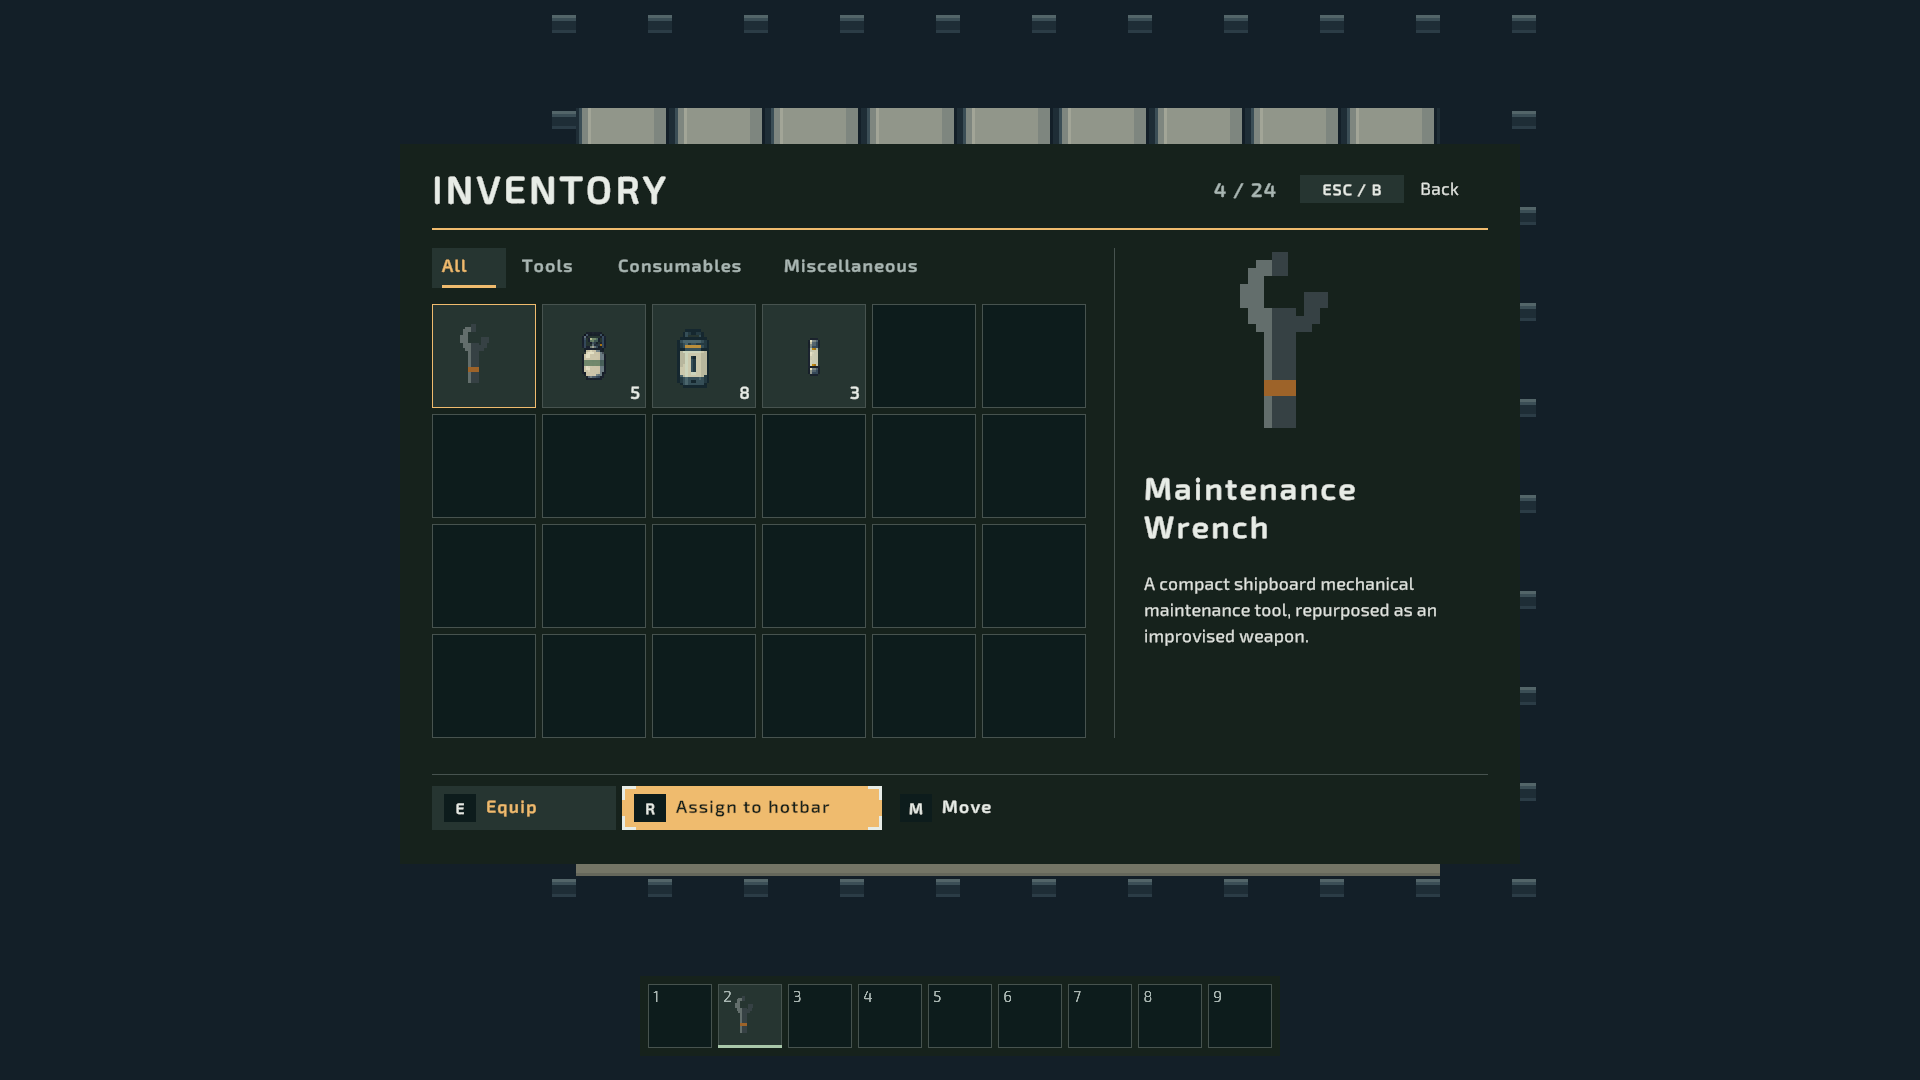 INVENTORY
4 / 24
ESC / B
Back
All
Tools
Consumables
Miscellaneous
5
8
3
Maintenance
Wrench
A compact shipboard mechanical
maintenance tool, repurposed as an
improvised weapon.
E
Equip
R
Assign to hotbar
M
Move
1
2
3
4
5
6
7
8
9